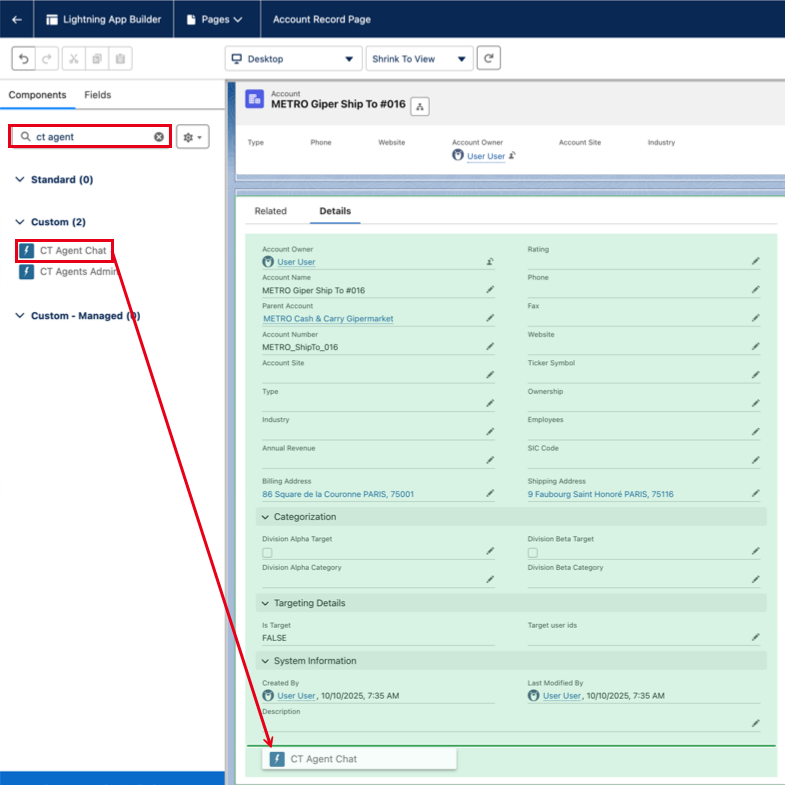 Lightning App Builder
Pages
Account Record Page
Desktop
Shrink To View
Components
Fields
ct agent
Standard (0)
Custom (2)
CT Agent Chat
CT Agents Admin
Custom - Managed (0)
Account
METRO Giper Ship To #016
Type
Phone
Website
Account Owner
Account Site
Industry
User User
Related
Details
Account Owner
User User
Rating
Account Name
METRO Giper Ship To #016
Phone
Parent Account
METRO Cash & Carry Gipermarket
Fax
Account Number
METRO_ShipTo_016
Website
Account Site
Ticker Symbol
Type
Ownership
Industry
Employees
Annual Revenue
SIC Code
Billing Address
86 Square de la Couronne PARIS, 75001
Shipping Address
9 Faubourg Saint Honoré PARIS, 75116
Categorization
Division Alpha Target
Division Beta Target
Division Alpha Category
Division Beta Category
Targeting Details
Is Target
FALSE
Target user ids
System Information
Created By
User User, 10/10/2025, 7:35 AM
Last Modified By
User User, 10/10/2025, 7:35 AM
Description
CT Agent Chat